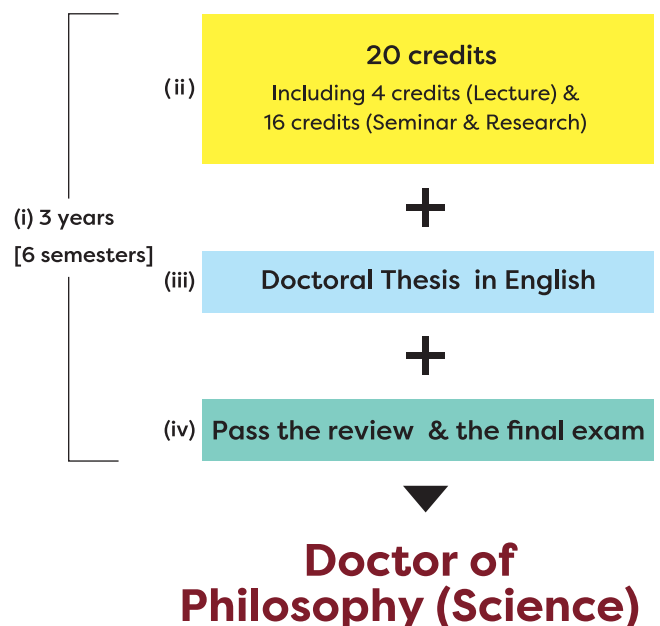 (ii)
20 credits
Including 4 credits (Lecture) &
16 credits (Seminar & Research)
+
(i) 3 years
[6 semesters]
(iii)
Doctoral Thesis in English
+
(iv)
Pass the review & the final exam
Doctor of
Philosophy (Science)